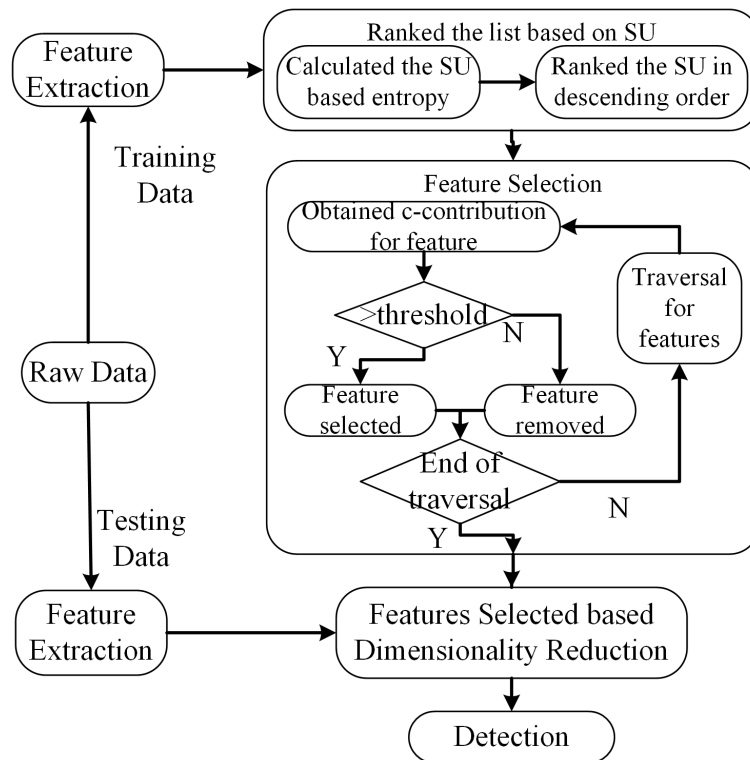 Feature
Extraction
Ranked the list based on SU
Calculated the SU
based entropy
Ranked the SU in
descending order
Training
Data
Feature Selection
Obtained c-contribution
for feature
Traversal
for
features
>threshold
N
Y
Raw Data
Feature
selected
Feature
removed
End of
traversal
N
Y
Testing
Data
Feature
Extraction
Features Selected based
Dimensionality Reduction
Detection